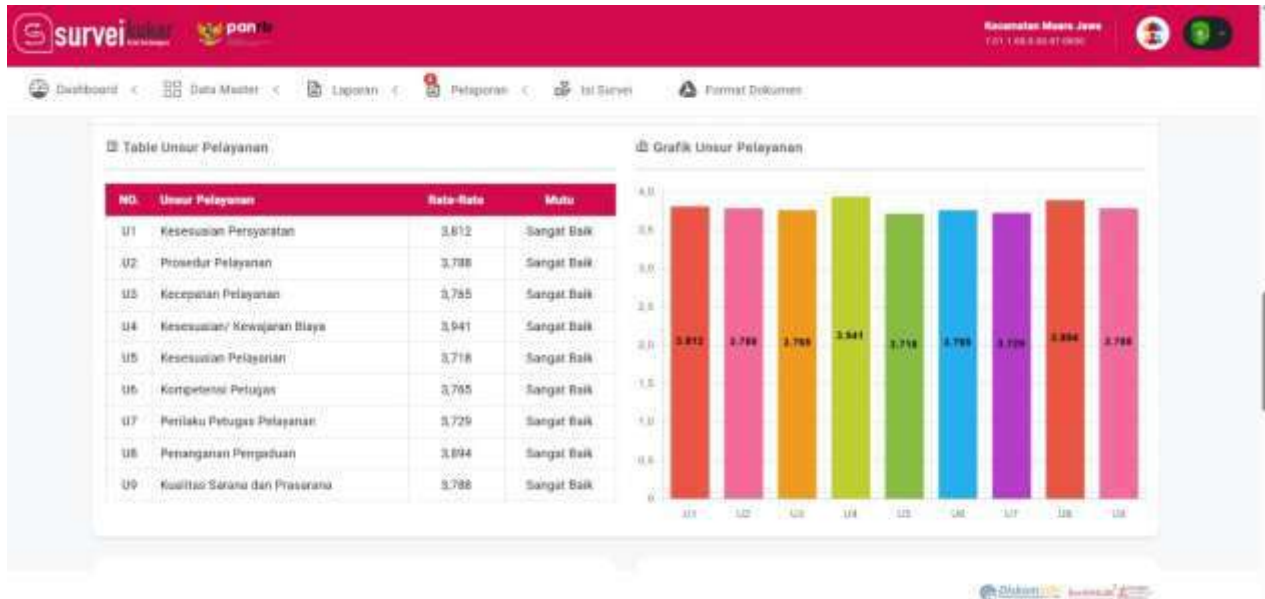 survei kukar
panrb
Kecamatan Muara Jawa
Dashboard
Data Master
Laporan
Pelaporan
Isi Survei
Format Dokumen
Table Unsur Pelayanan
NO. Unsur Pelayanan Rata-Rata Mutu
U1 Kesesuaian Persyaratan 3,812 Sangat Baik
U2 Prosedur Pelayanan 3,788 Sangat Baik
U3 Kecepatan Pelayanan 3,765 Sangat Baik
U4 Kesesuaian/ Kewajaran Biaya 3,941 Sangat Baik
U5 Kesesuaian Pelayanan 3,718 Sangat Baik
U6 Kompetensi Petugas 3,765 Sangat Baik
U7 Perilaku Petugas Pelayanan 3,729 Sangat Baik
U8 Penanganan Pengaduan 3,894 Sangat Baik
U9 Kualitas Sarana dan Prasarana 3,788 Sangat Baik
Grafik Unsur Pelayanan
4,0
3,5
3,0
2,5
2,0
1,5
1,0
0,5
0
3.812 3.788 3.765 3.941 3.718 3.765 3.729 3.894 3.788
U1 U2 U3 U4 U5 U6 U7 U8 U9